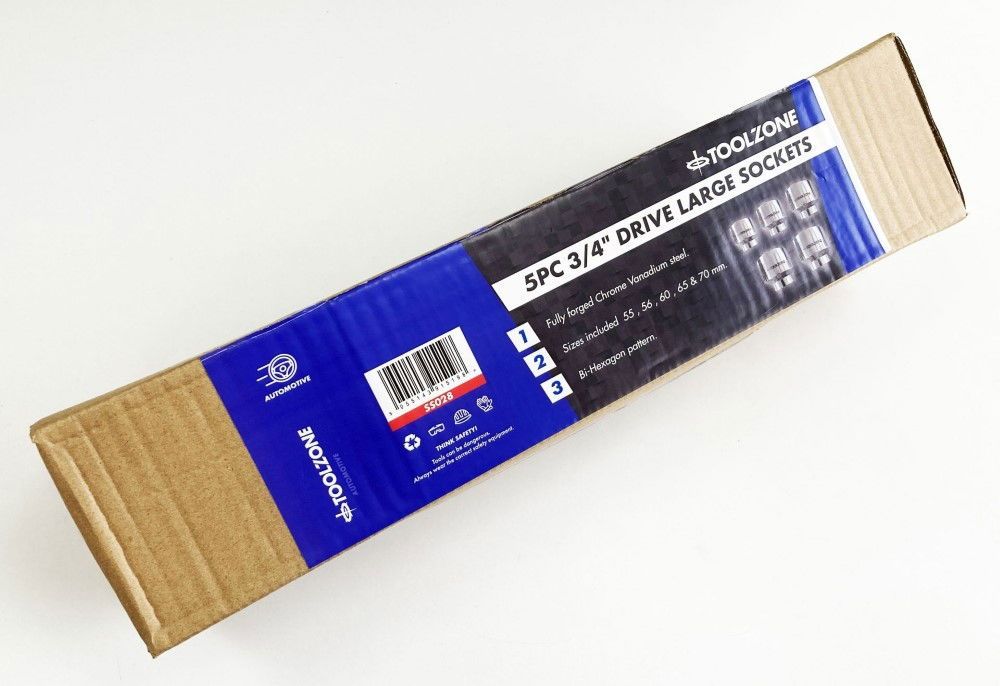 TOOLZONE
5PC 3/4" DRIVE LARGE SOCKETS
1 Fully forged Chrome Vanadium steel.
2 Sizes included 55 , 56 , 60 , 65 & 70 mm.
3 Bi-Hexagon pattern.
AUTOMOTIVE
SS028
THINK SAFETY!
Tools can be dangerous.
Always wear the correct safety equipment.
TOOLZONE
AUTOMOTIVE